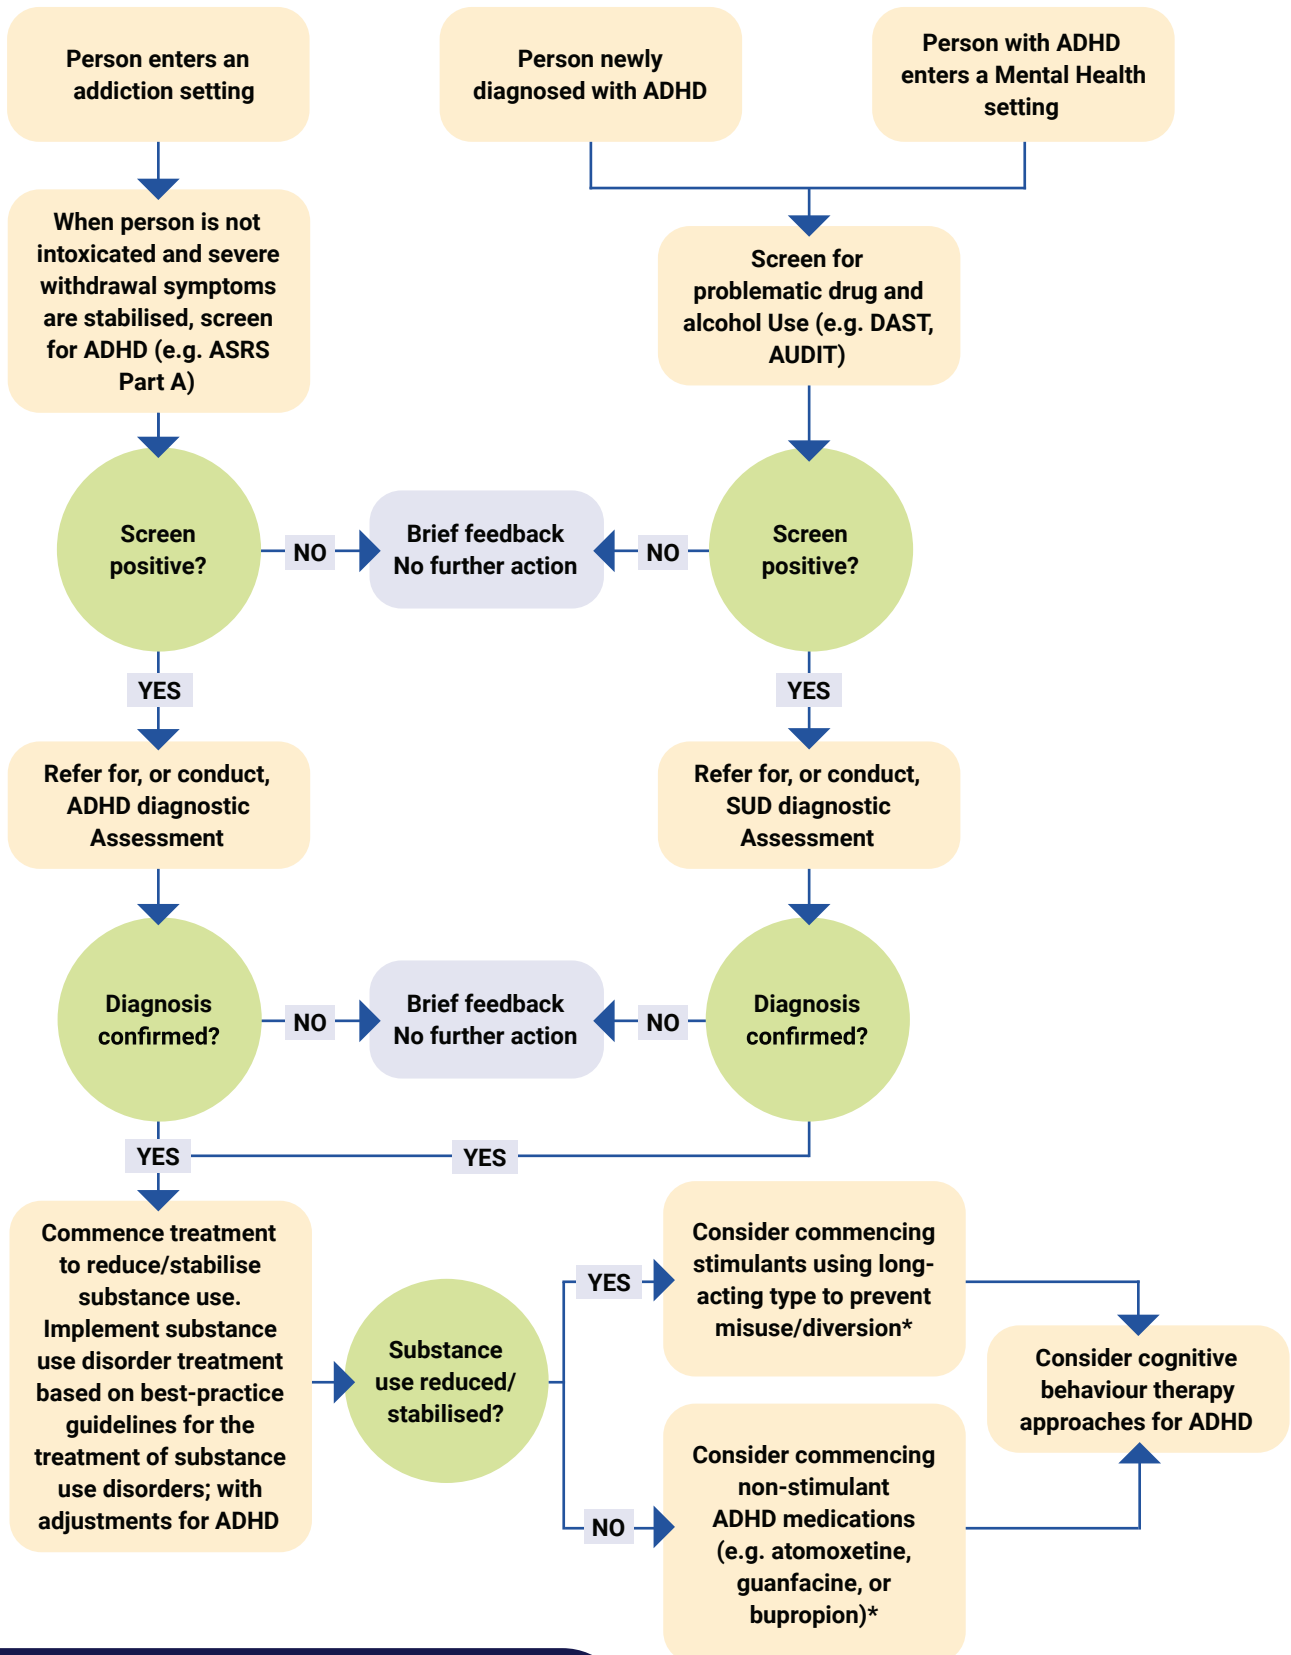 Person enters an
addiction setting
Person newly
diagnosed with ADHD
Person with ADHD
enters a Mental Health
setting
When person is not
intoxicated and severe
withdrawal symptoms
are stabilised, screen
for ADHD (e.g. ASRS
Part A)
Screen for
problematic drug and
alcohol Use (e.g. DAST,
AUDIT)
Screen
positive?
NO
Brief feedback
No further action
NO
Screen
positive?
YES
YES
Refer for, or conduct,
ADHD diagnostic
Assessment
Refer for, or conduct,
SUD diagnostic
Assessment
Diagnosis
confirmed?
NO
Brief feedback
No further action
NO
Diagnosis
confirmed?
YES
YES
Commence treatment
to reduce/stabilise
substance use.
Implement substance
use disorder treatment
based on best-practice
guidelines for the
treatment of substance
use disorders; with
adjustments for ADHD
Substance
use reduced/
stabilised?
YES
Consider commencing
stimulants using long-
acting type to prevent
misuse/diversion*
NO
Consider commencing
non-stimulant
ADHD medications
(e.g. atomoxetine,
guanfacine, or
bupropion)*
Consider cognitive
behaviour therapy
approaches for ADHD